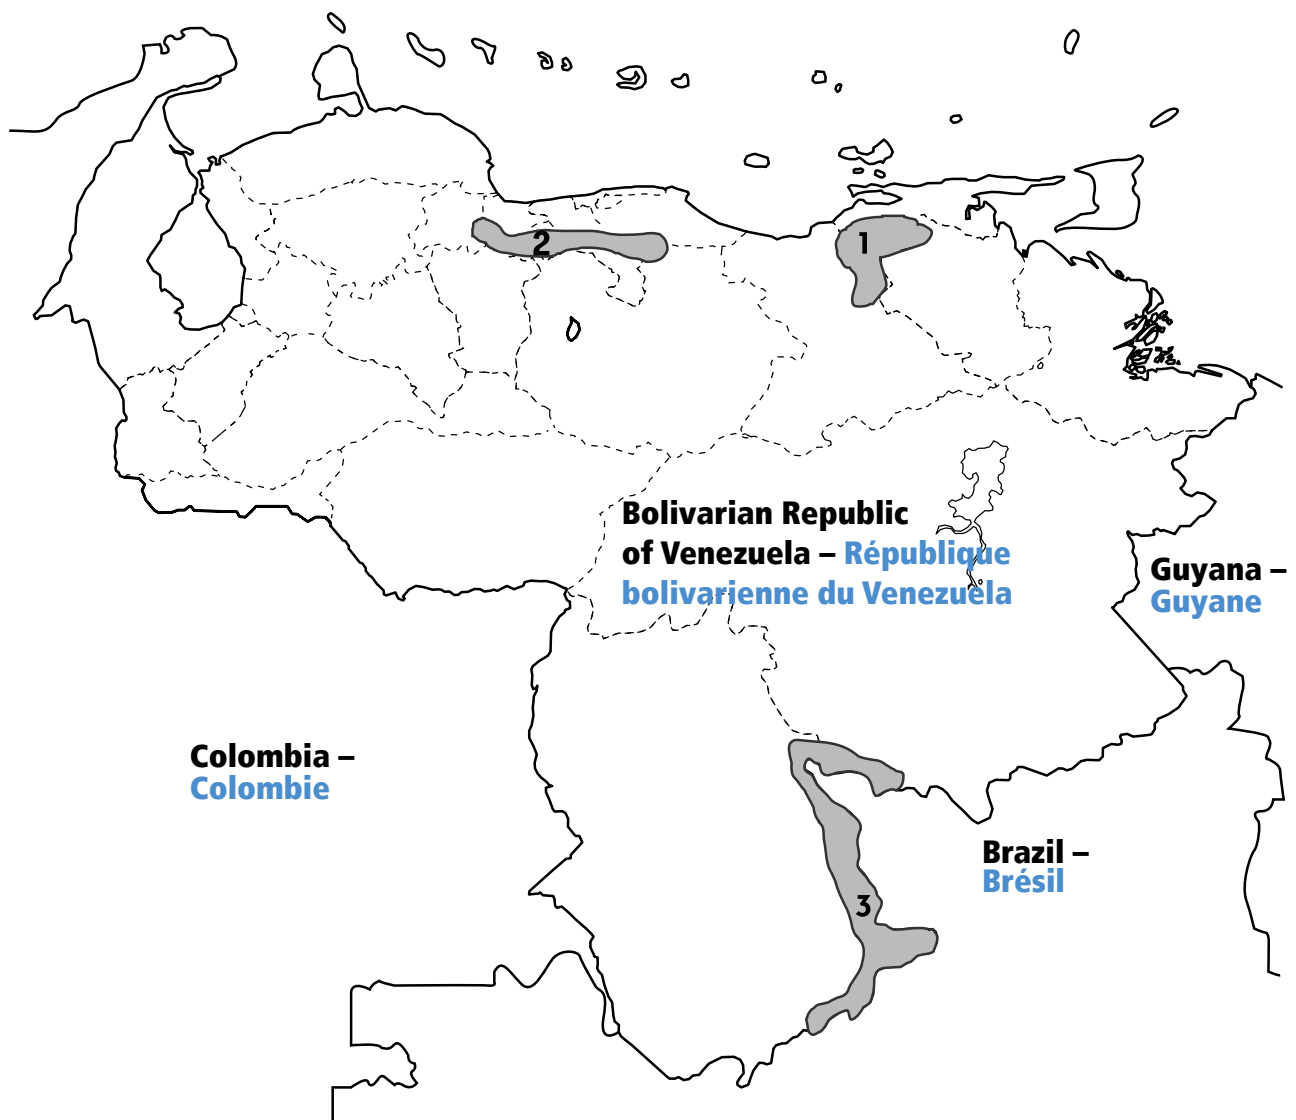 1
2
Bolivarian Republic
of Venezuela – République
bolivarienne du Venezuela
Guyana –
Guyane
Colombia –
Colombie
Brazil –
Brésil
3